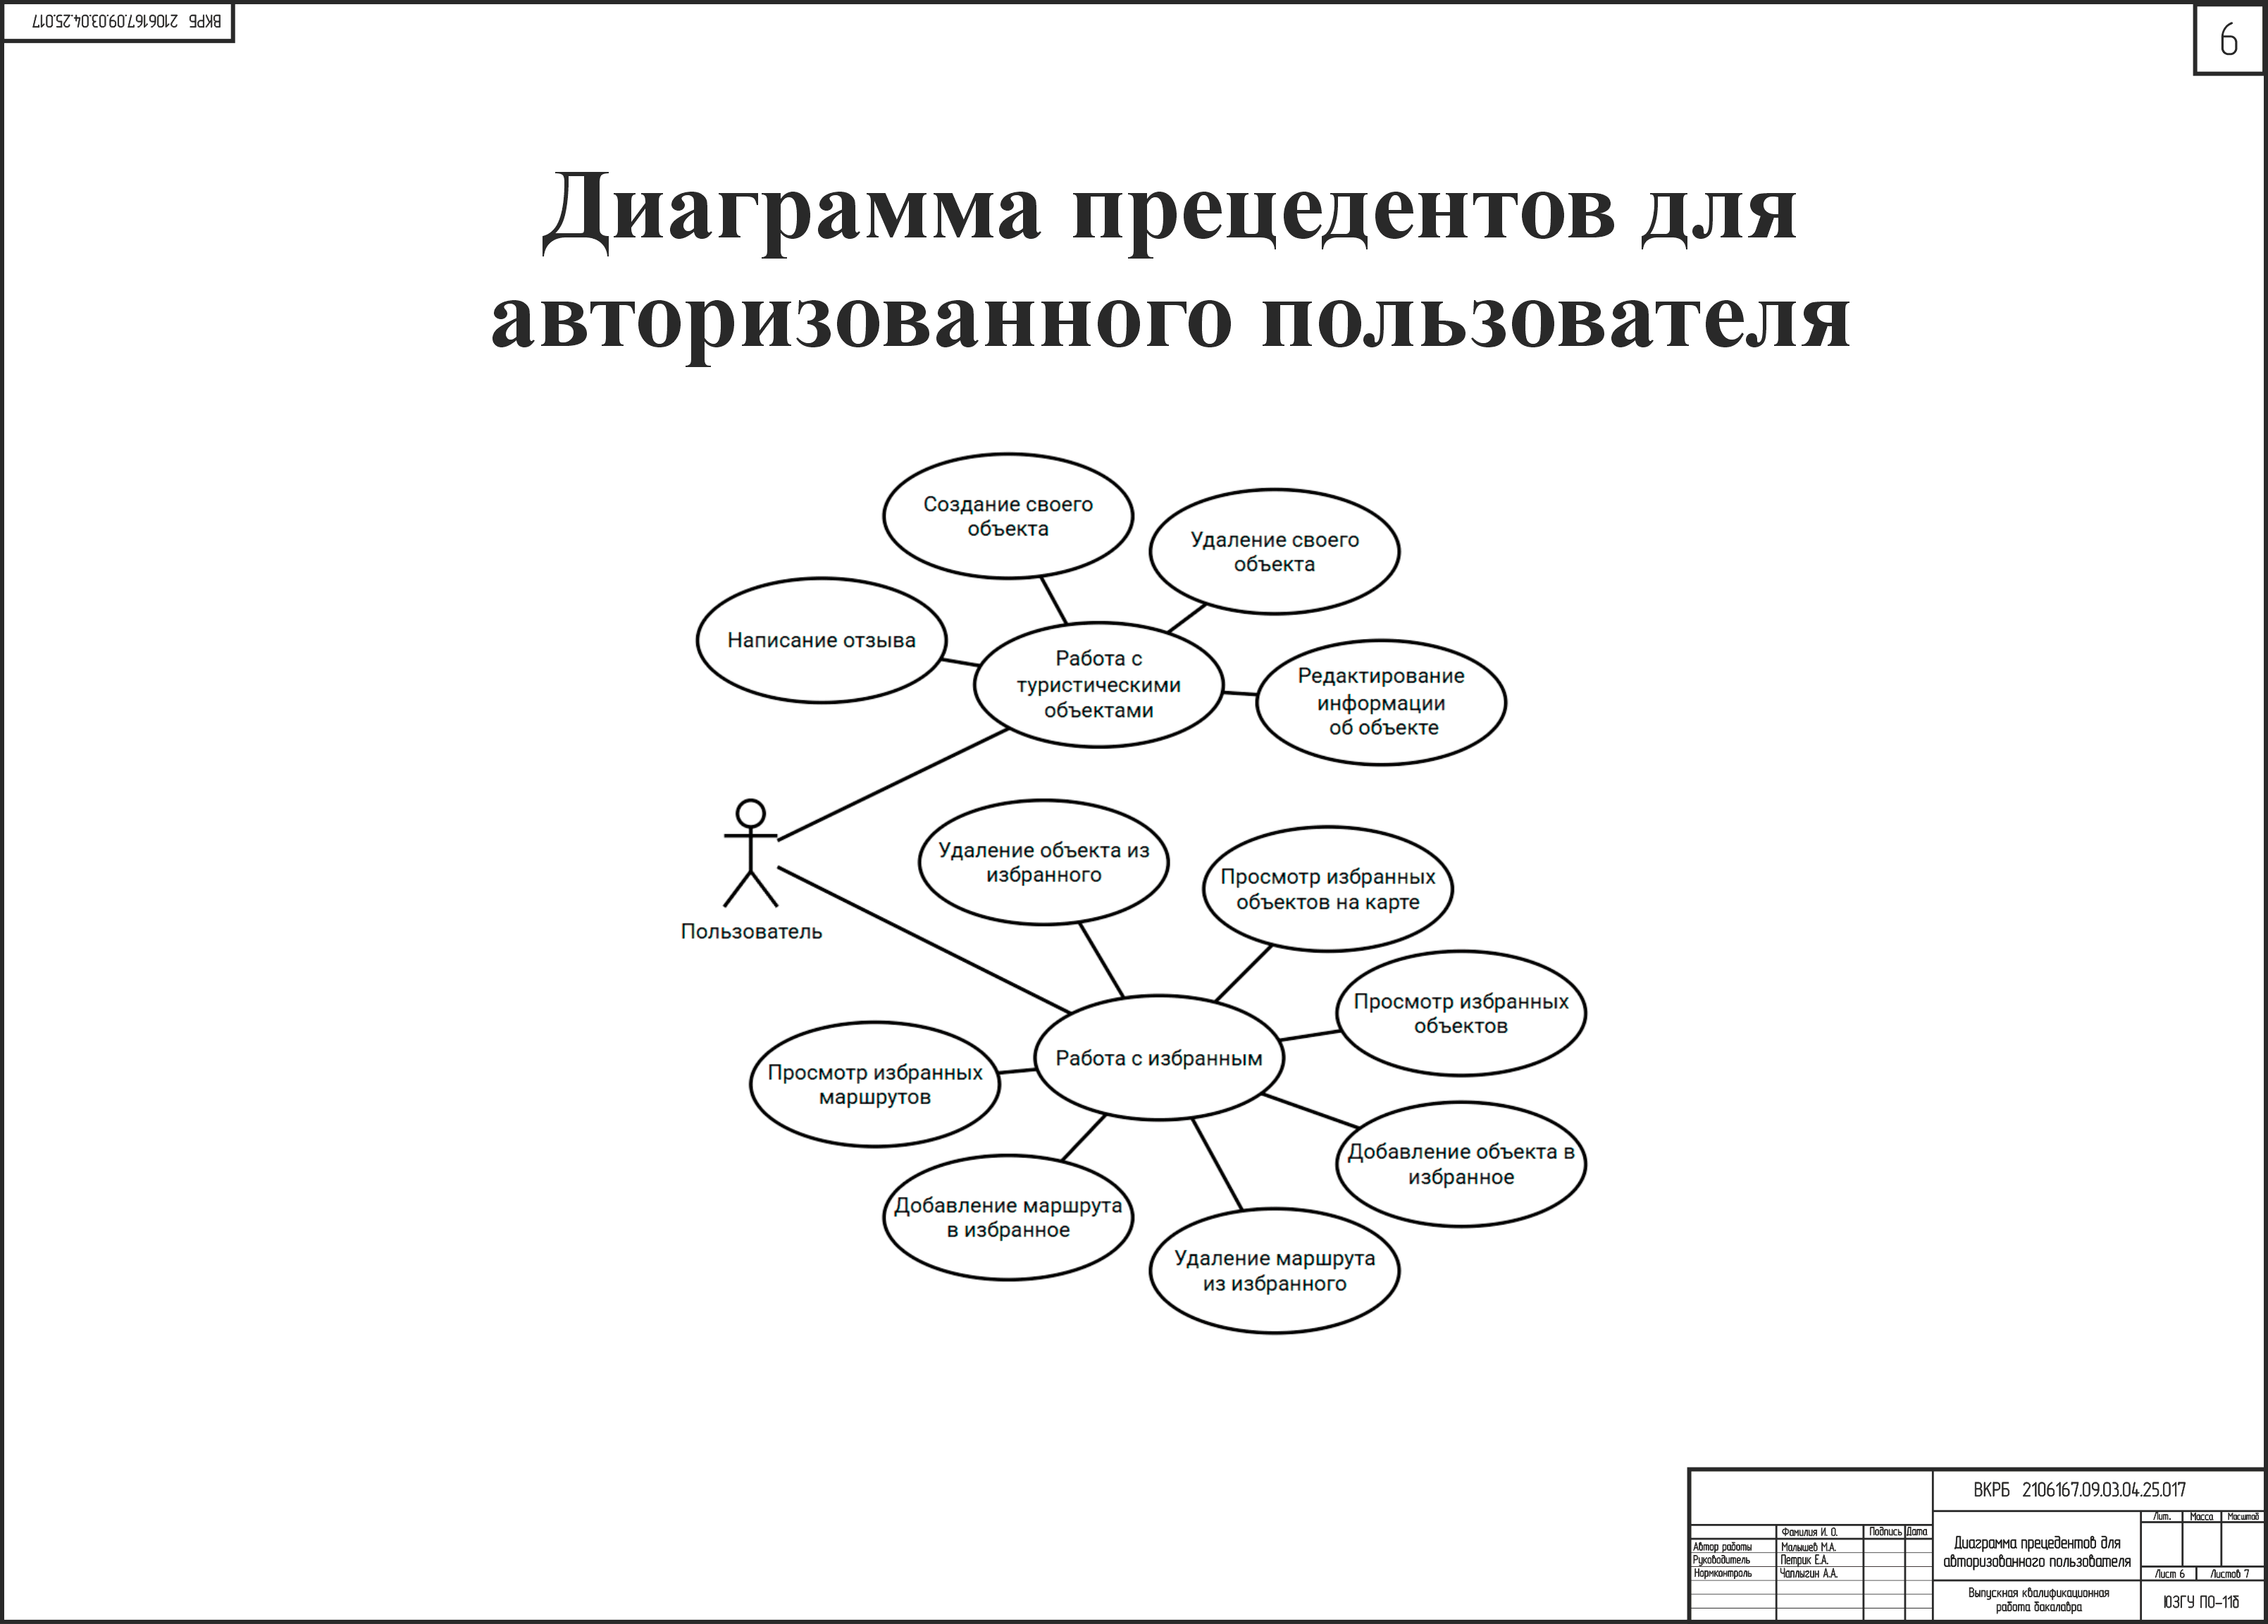 ВКРБ 2106167.09.03.04.25.017
6
Диаграмма прецедентов для
авторизованного пользователя
Создание своего
объекта
Удаление своего
объекта
Написание отзыва
Работа с
туристическими
объектами
Редактирование
информации
об объекте
Пользователь
Удаление объекта из
избранного
Просмотр избранных
объектов на карте
Просмотр избранных
объектов
Работа с избранным
Просмотр избранных
маршрутов
Добавление объекта в
избранное
Добавление маршрута
в избранное
Удаление маршрута
из избранного
ВКРБ 2106167.09.03.04.25.017
Фамилия И. О. Подпись Дата
Автор работы Малышев М.А.
Руководитель Петрик Е.А.
Нормконтроль Чаплыгин А.А.
Диаграмма прецедентов для
авторизованного пользователя
Лит. Масса Масштаб
Лист 6 Листов 7
Выпускная квалификационная
работа бакалавра
ЮЗГУ ПО-11б